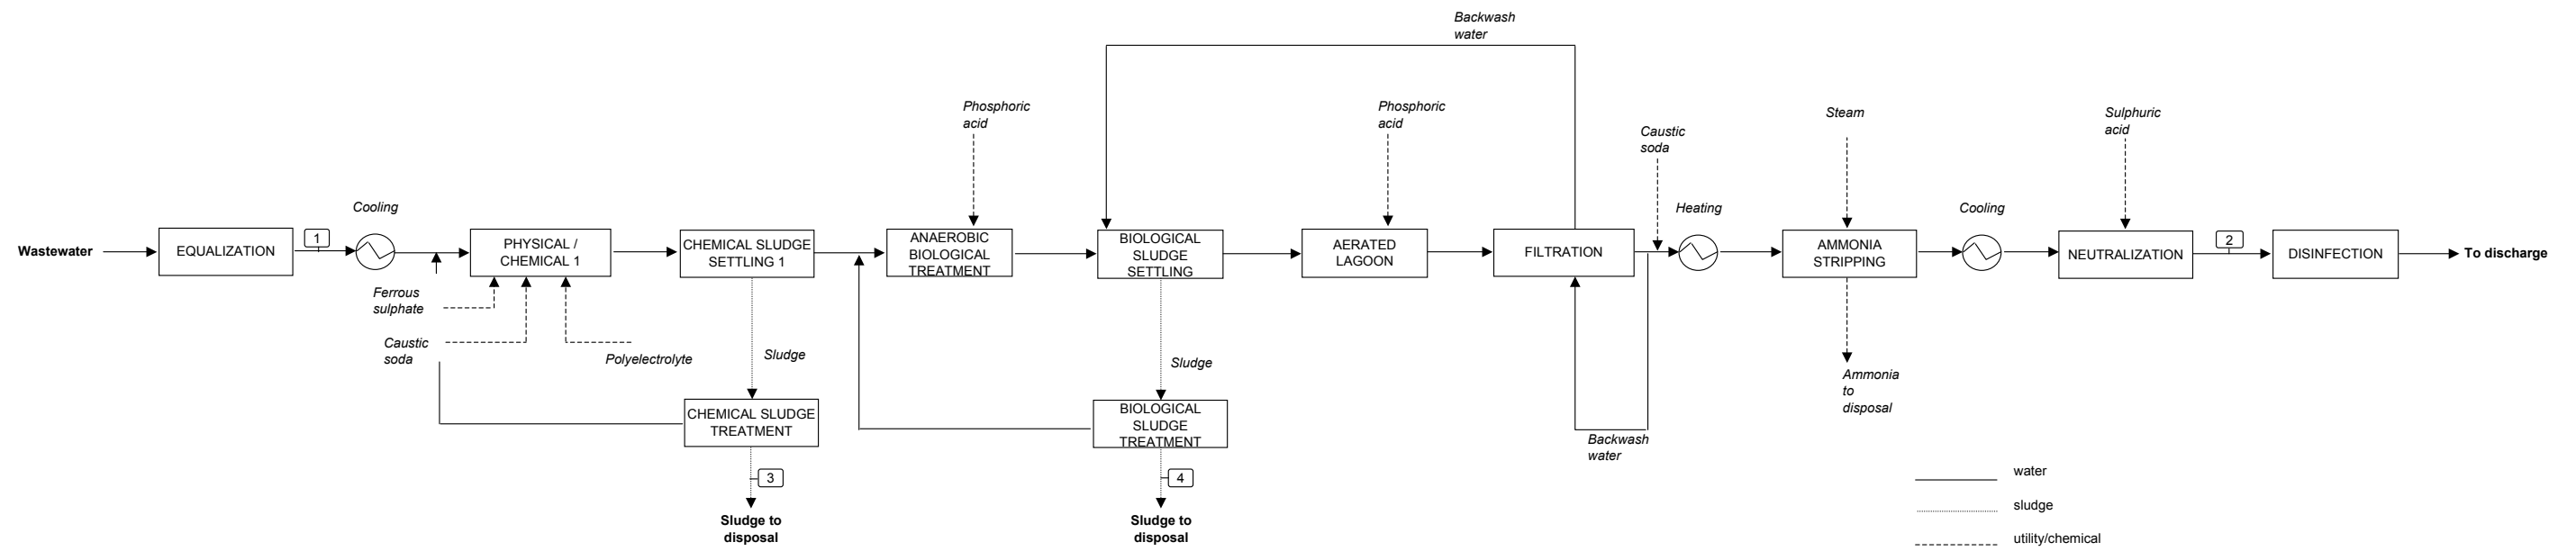 Backwash
water
Phosphoric
acid
Phosphoric
acid
Caustic
soda
Steam
Sulphuric
acid
Cooling
Heating
Cooling
Wastewater
EQUALIZATION
1
PHYSICAL /
CHEMICAL 1
CHEMICAL SLUDGE
SETTLING 1
ANAEROBIC
BIOLOGICAL
TREATMENT
BIOLOGICAL
SLUDGE
SETTLING
AERATED
LAGOON
FILTRATION
AMMONIA
STRIPPING
NEUTRALIZATION
2
DISINFECTION
To discharge
Ferrous
sulphate
Caustic
soda
Polyelectrolyte
Sludge
Sludge
Ammonia
to
disposal
CHEMICAL SLUDGE
TREATMENT
BIOLOGICAL
SLUDGE
TREATMENT
Backwash
water
3
4
Sludge to
disposal
Sludge to
disposal
water
sludge
utility/chemical